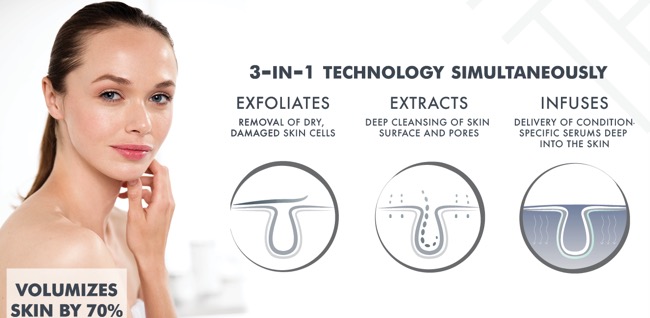 3-IN-1 TECHNOLOGY SIMULTANEOUSLY
EXFOLIATES
REMOVAL OF DRY,
DAMAGED SKIN CELLS
EXTRACTS
DEEP CLEANSING OF SKIN
SURFACE AND PORES
INFUSES
DELIVERY OF CONDITION-
SPECIFIC SERUMS DEEP
INTO THE SKIN
VOLUMIZES
SKIN BY 70%